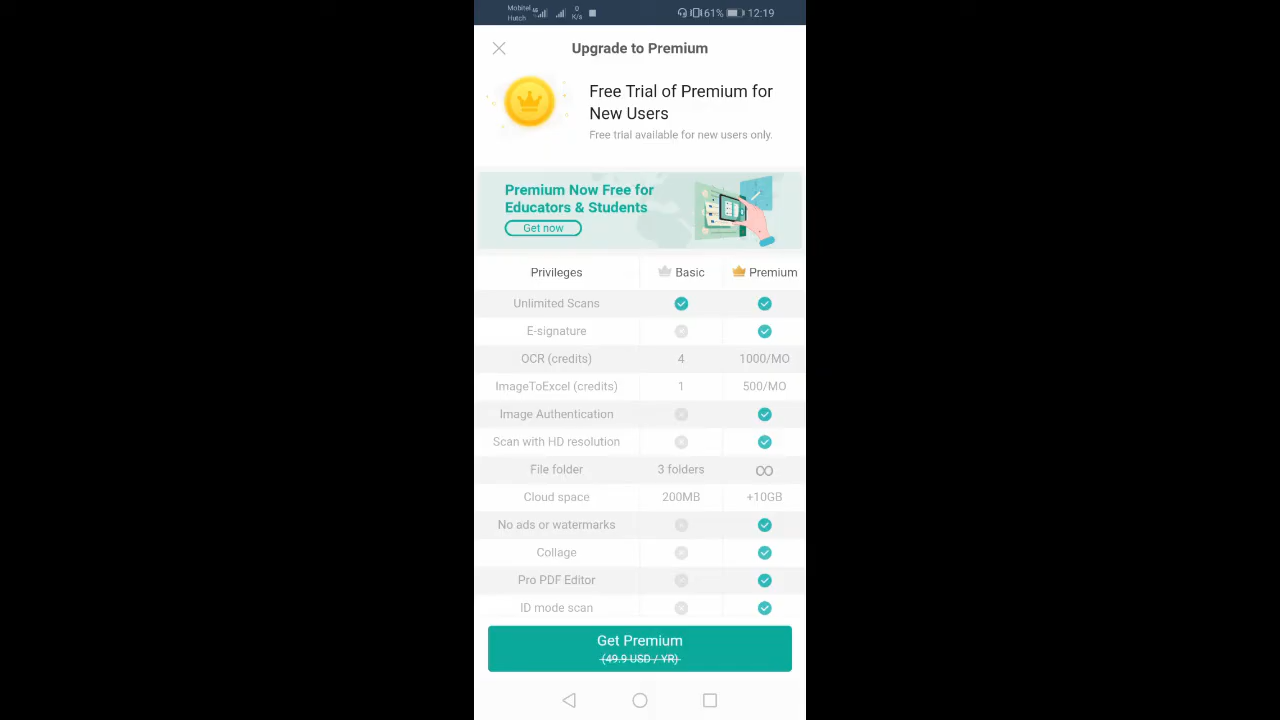 Mobitel
Hutch
0
K/s
61% 12:19
Upgrade to Premium
Free Trial of Premium for
New Users
Free trial available for new users only.
Premium Now Free for
Educators & Students
Get now
Privileges Basic Premium
Unlimited Scans
E-signature
OCR (credits) 4 1000/MO
ImageToExcel (credits) 1 500/MO
Image Authentication
Scan with HD resolution
File folder 3 folders ∞
Cloud space 200MB +10GB
No ads or watermarks
Collage
Pro PDF Editor
ID mode scan
Get Premium
(49.9 USD / YR)